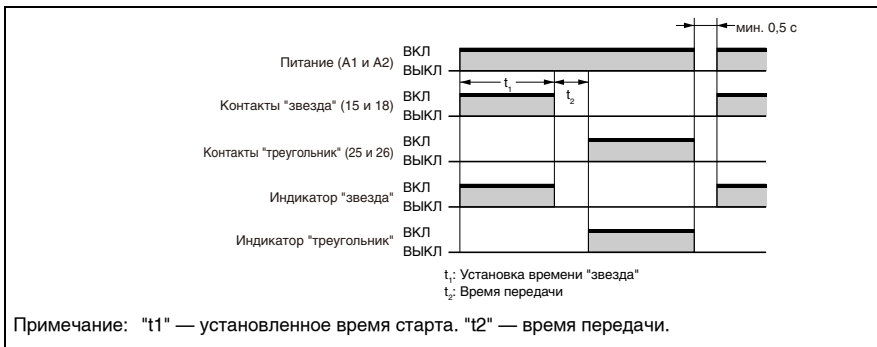 мин. 0,5 с
Питание (A1 и A2)
ВКЛ
ВЫКЛ
t₁
t₂
Контакты "звезда" (15 и 18)
ВКЛ
ВЫКЛ
Контакты "треугольник" (25 и 26)
ВКЛ
ВЫКЛ
Индикатор "звезда"
ВКЛ
ВЫКЛ
Индикатор "треугольник"
ВКЛ
ВЫКЛ
t₁: Установка времени "звезда"
t₂: Время передачи
Примечание: "t1" — установленное время старта. "t2" — время передачи.